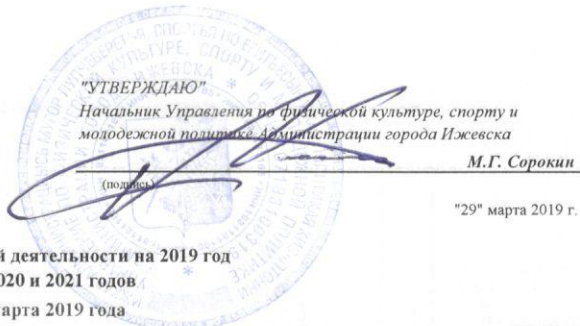 "УТВЕРЖДАЮ"
Начальник Управления по физической культуре, спорту и
молодежной политике Администрации города Ижевска
М.Г. Сорокин
(подпись)
"29" марта 2019 г.
й деятельности на 2019 год
020 и 2021 годов
арта 2019 года